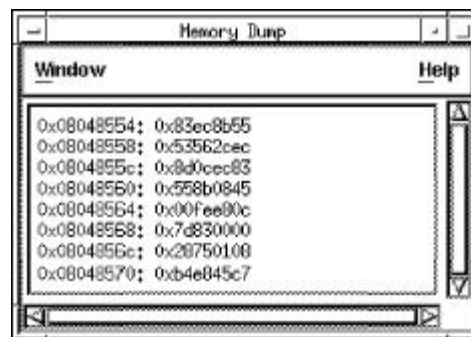 Memory Dump
Window Help
0x08048554: 0x83ec8b55
0x08048558: 0x53562cec
0x0804855c: 0x8d0cec83
0x08048560: 0x558b0845
0x08048564: 0x00fee80c
0x08048568: 0x7d830000
0x0804856c: 0x28750108
0x08048570: 0xb4e845c7